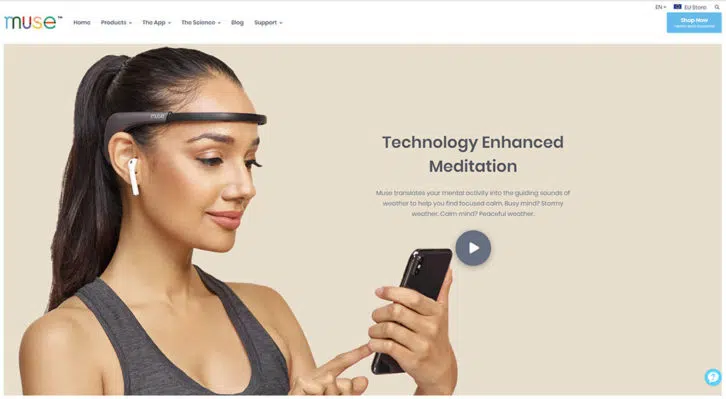 muse™
Home Products The App The Science Blog Support
EN EU Store
Shop Now
muse
Technology Enhanced
Meditation
Muse translates your mental activity into the guiding sounds of
weather to help you find focused calm. Busy mind? Stormy
weather. Calm mind? Peaceful weather.
?